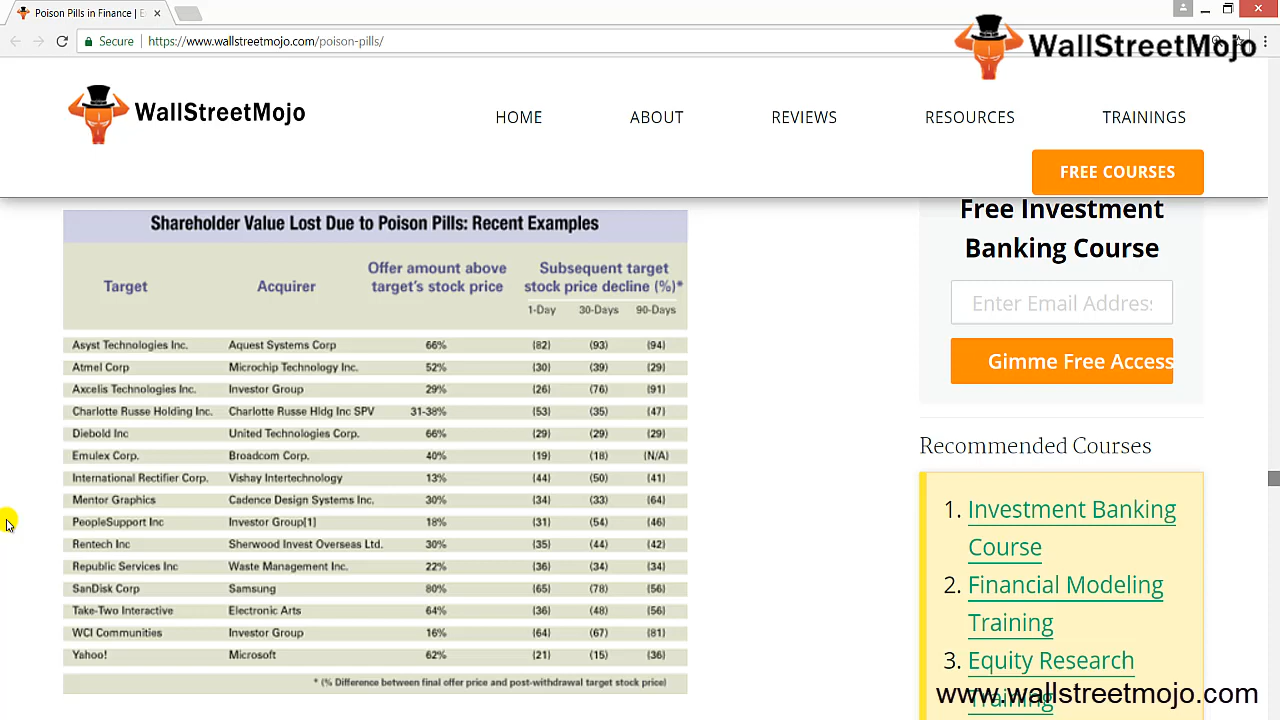 Poison Pills in Finance | E
Secure
https://www.wallstreetmojo.com/poison-pills/
WallStreetMojo
WallStreetMojo
HOME ABOUT REVIEWS RESOURCES TRAININGS
FREE COURSES
Shareholder Value Lost Due to Poison Pills: Recent Examples
Target Acquirer Offer amount above target's stock price Subsequent target stock price decline (%)*
1-Day 30-Days 90-Days
Asyst Technologies Inc. Aquest Systems Corp 66% (82) (93) (94)
Atmel Corp Microchip Technology Inc. 52% (30) (39) (29)
Axcelis Technologies Inc. Investor Group 29% (26) (76) (91)
Charlotte Russe Holding Inc. Charlotte Russe Hldg Inc SPV 31-38% (53) (35) (47)
Diebold Inc United Technologies Corp. 66% (29) (29) (29)
Emulex Corp. Broadcom Corp. 40% (19) (18) (N/A)
International Rectifier Corp. Vishay Intertechnology 13% (44) (50) (41)
Mentor Graphics Cadence Design Systems Inc. 30% (34) (33) (64)
PeopleSupport Inc Investor Group[1] 18% (31) (54) (46)
Rentech Inc Sherwood Invest Overseas Ltd. 30% (35) (44) (42)
Republic Services Inc Waste Management Inc. 22% (36) (34) (34)
SanDisk Corp Samsung 80% (65) (78) (56)
Take-Two Interactive Electronic Arts 64% (36) (48) (56)
WCI Communities Investor Group 16% (64) (67) (81)
Yahoo! Microsoft 62% (21) (15) (36)
* (% Difference between final offer price and post-withdrawal target stock price)
Free Investment
Banking Course
Enter Email Address
Gimme Free Access
Recommended Courses
1. Investment Banking
Course
2. Financial Modeling
Training
3. Equity Research
Training
www.wallstreetmojo.com